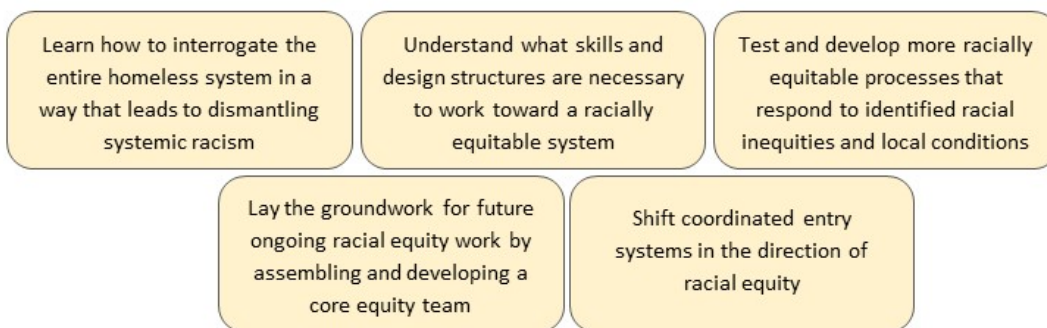 Learn how to interrogate the
entire homeless system in a
way that leads to dismantling
systemic racism
Understand what skills and
design structures are necessary
to work toward a racially
equitable system
Test and develop more racially
equitable processes that
respond to identified racial
inequities and local conditions
Lay the groundwork for future
ongoing racial equity work by
assembling and developing a
core equity team
Shift coordinated entry
systems in the direction of
racial equity